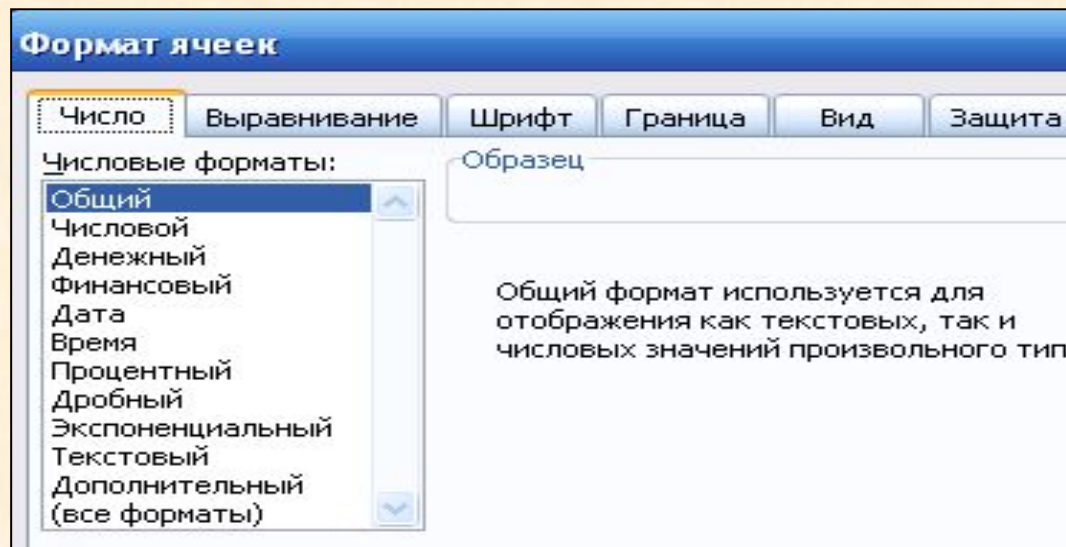 Формат ячеек
Число Выравнивание Шрифт Граница Вид Защита
Числовые форматы:
Образец
Общий
Числовой
Денежный
Финансовый
Дата
Время
Процентный
Дробный
Экспоненциальный
Текстовый
Дополнительный
(все форматы)
Общий формат используется для
отображения как текстовых, так и
числовых значений произвольного тип